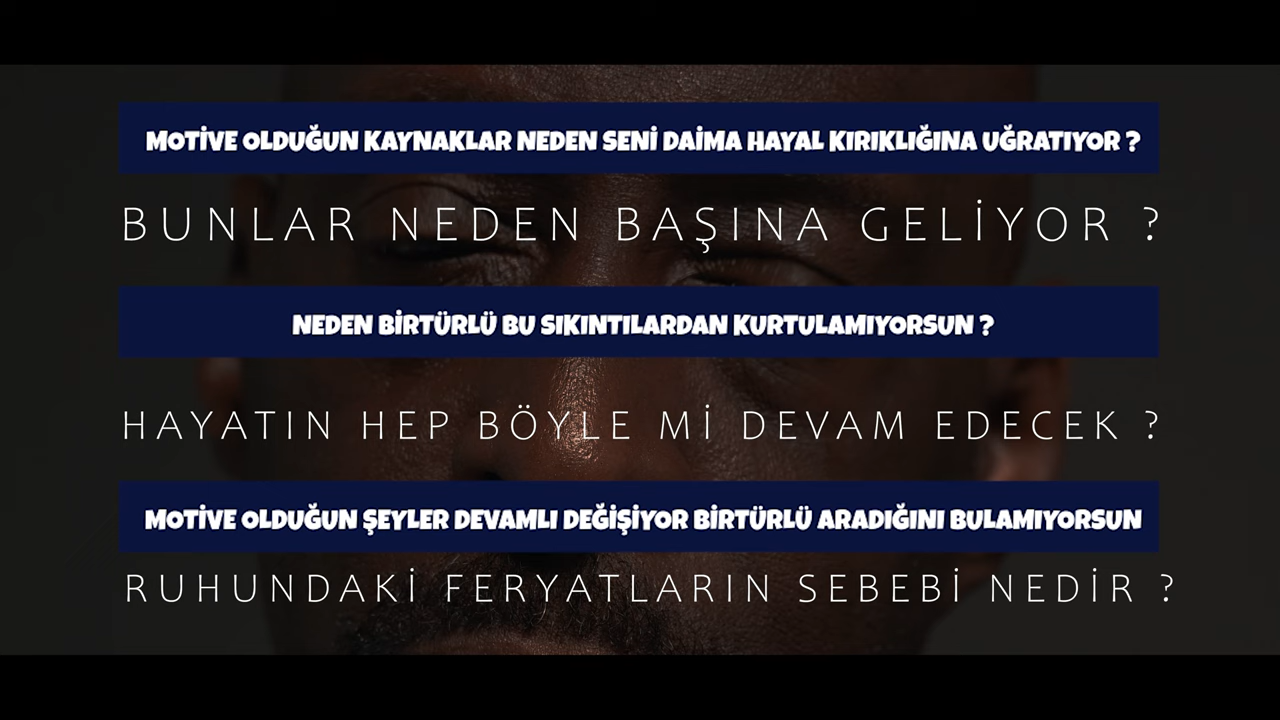 MOTİVE OLDUĞUN KAYNAKLAR NEDEN SENİ DAİMA HAYAL KIRIKLIĞINA UĞRATIYOR ?
BUNLAR NEDEN BAŞINA GELİYOR ?
NEDEN BİRTÜRLÜ BU SIKINTILARDAN KURTULAMIYORSUN ?
HAYATIN HEP BÖYLE Mİ DEVAM EDECEK ?
MOTİVE OLDUĞUN ŞEYLER DEVAMLI DEĞİŞİYOR BİRTÜRLÜ ARADIĞINI BULAMIYORSUN
RUHUNDAKİ FERYATLARIN SEBEBİ NEDİR ?